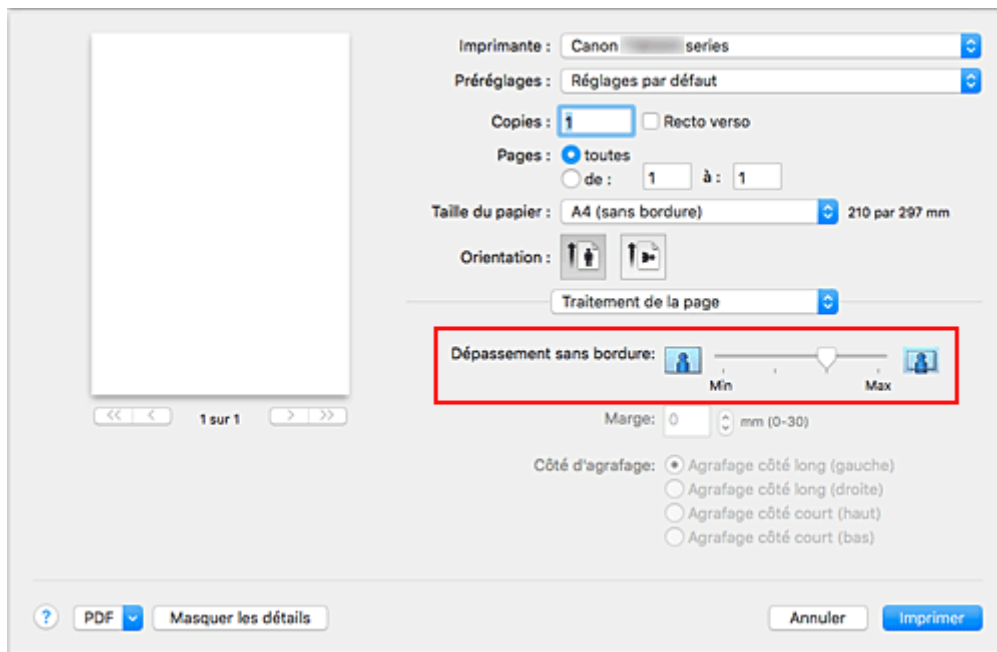 Imprimante : Canon series
Préréglages : Réglages par défaut
Copies : 1 Recto verso
Pages : toutes
de : 1 à : 1
Taille du papier : A4 (sans bordure) 210 par 297 mm
Orientation :
Traitement de la page
Dépassement sans bordure:
Min Max
1 sur 1
Marge: 0 mm (0-30)
Côté d'agrafage: Agrafage côté long (gauche)
Agrafage côté long (droite)
Agrafage côté court (haut)
Agrafage côté court (bas)
? PDF Masquer les détails Annuler Imprimer